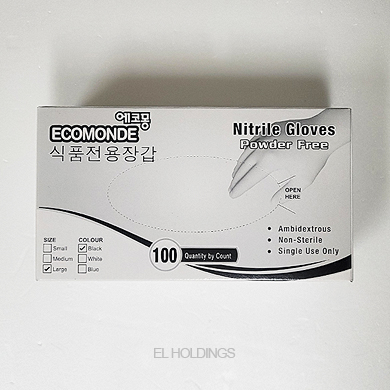 에코몽
ECOMONDE
식품전용장갑
Nitrile Gloves
Powder Free
OPEN
HERE
• Ambidextrous
• Non-Sterile
• Single Use Only
SIZE
Small
Medium
Large
COLOUR
Black
White
Blue
100 Quantity by Count
EL HOLDINGS